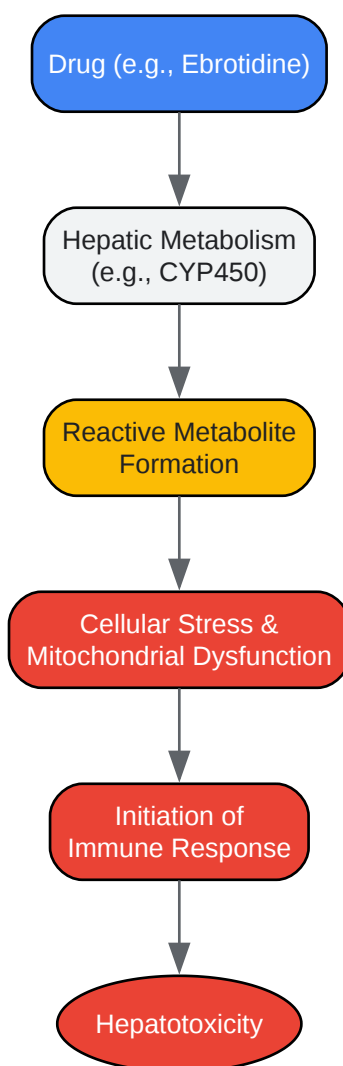 Drug (e.g., Ebrotidine)
Hepatic Metabolism
(e.g., CYP450)
Reactive Metabolite
Formation
Cellular Stress &
Mitochondrial Dysfunction
Initiation of
Immune Response
Hepatotoxicity